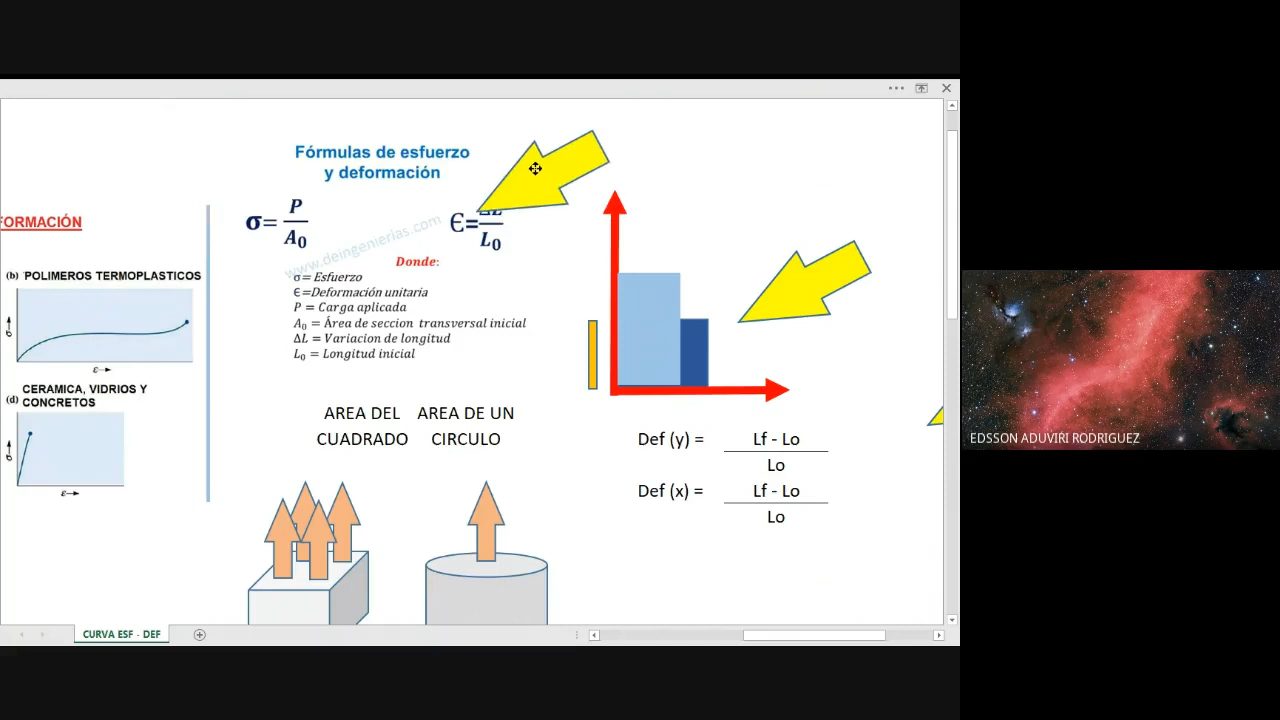 Fórmulas de esfuerzo
y deformación
FORMACIÓN
σ= P
A0
Є=
L0
www.deingenierias.com
Donde:
σ= Esfuerzo
Є=Deformación unitaria
P = Carga aplicada
A0 = Área de seccion transversal inicial
ΔL = Variacion de longitud
L0 = Longitud inicial
(b) POLIMEROS TERMOPLASTICOS
σ→
ε→
(d) CERAMICA, VIDRIOS Y
CONCRETOS
σ→
ε→
AREA DEL
CUADRADO
AREA DE UN
CIRCULO
Def (y) = Lf - Lo
Lo
Def (x) = Lf - Lo
Lo
CURVA ESF - DEF
EDSSON ADUVIRI RODRIGUEZ